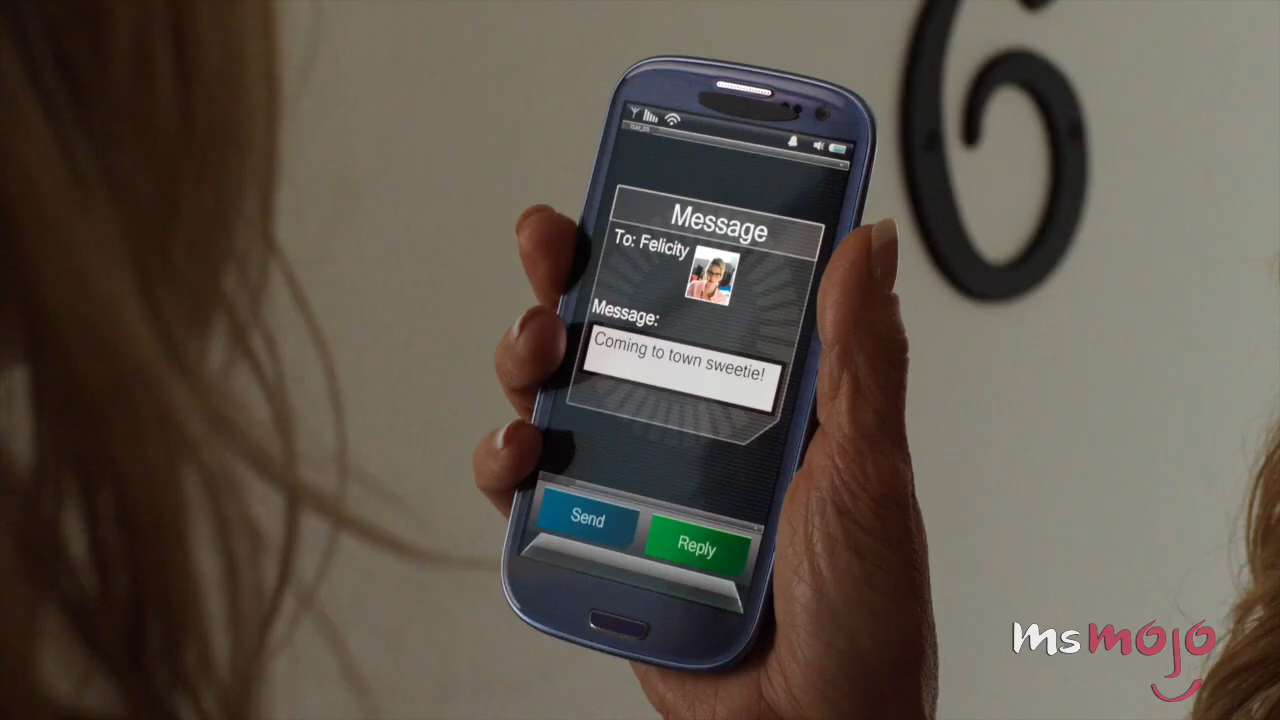 6
Message
To: Felicity
Message:
Coming to town sweetie!
Send
Reply
msmojo